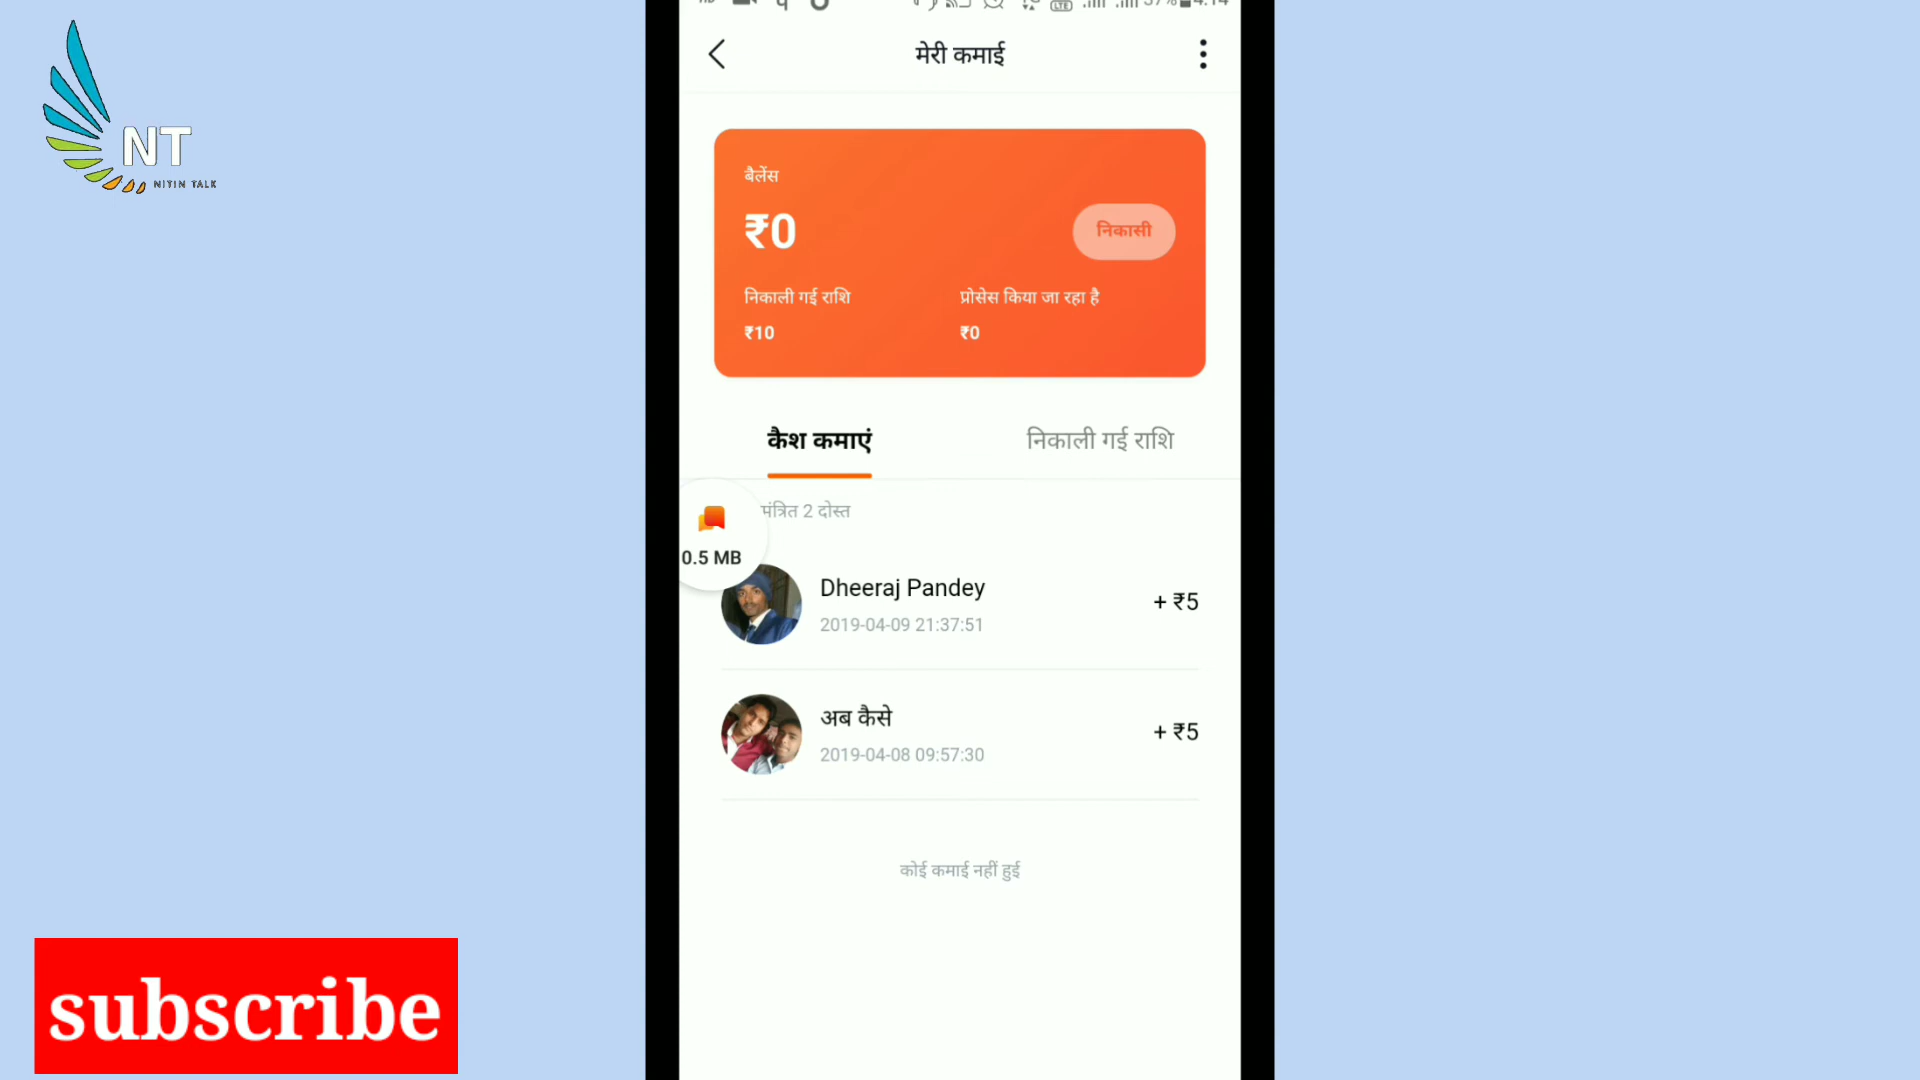 मेरी कमाई
NT
NITIN TALK
बैलेंस
₹0
निकासी
निकाली गई राशि
प्रोसेस किया जा रहा है
₹10
₹0
कैश कमाएं
निकाली गई राशि
मंत्रित 2 दोस्त
0.5 MB
Dheeraj Pandey
2019-04-09 21:37:51
+ ₹5
अब कैसे
2019-04-08 09:57:30
+ ₹5
कोई कमाई नहीं हुई
subscribe